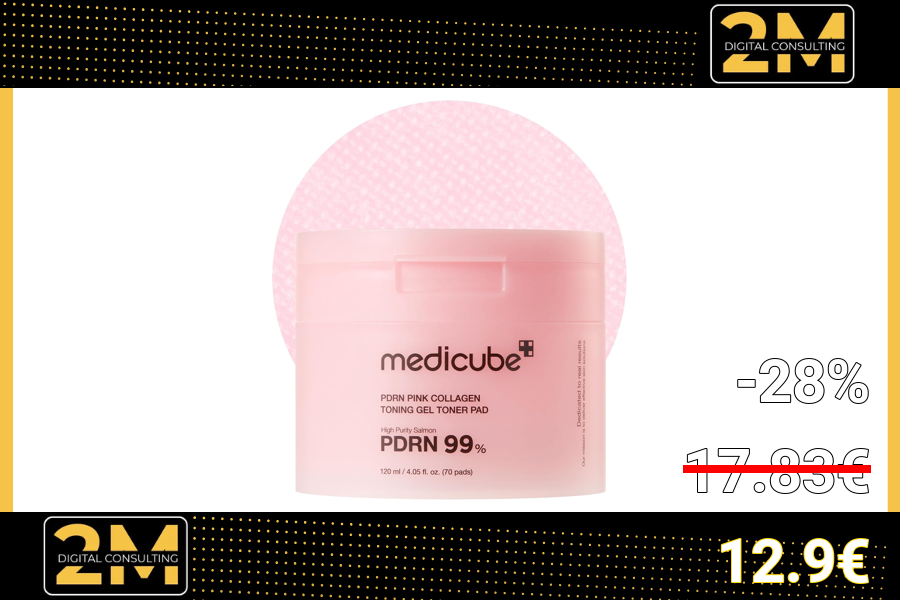 2M
DIGITAL CONSULTING
medicube
PDRN PINK COLLAGEN
TONING GEL TONER PAD
High Purity Salmon
PDRN 99%
120 ml / 4.05 fl. oz. (70 pads)
Dedicated to real results
-28%
17.83€
2M
DIGITAL CONSULTING
12.9€